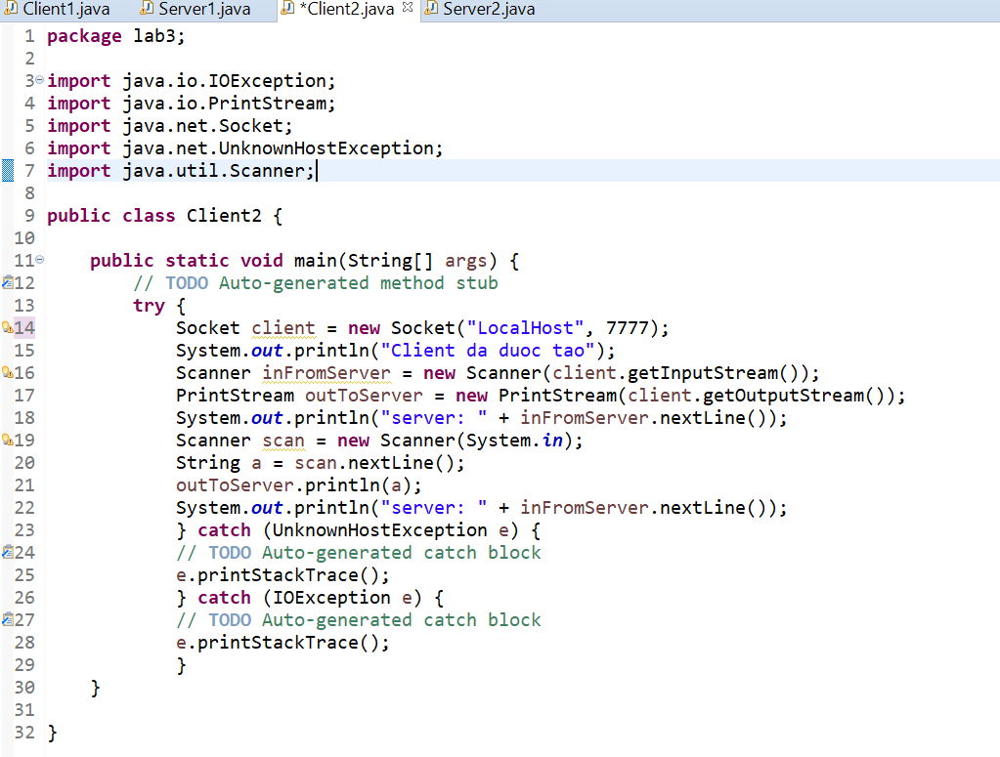 Client1.java Server1.java *Client2.java Server2.java
1 package lab3;
2
3 import java.io.IOException;
4 import java.io.PrintStream;
5 import java.net.Socket;
6 import java.net.UnknownHostException;
7 import java.util.Scanner;
8
9 public class Client2 {
10
11     public static void main(String[] args) {
12         // TODO Auto-generated method stub
13         try {
14             Socket client = new Socket("LocalHost", 7777);
15             System.out.println("Client da duoc tao");
16             Scanner inFromServer = new Scanner(client.getInputStream());
17             PrintStream outToServer = new PrintStream(client.getOutputStream());
18             System.out.println("server: " + inFromServer.nextLine());
19             Scanner scan = new Scanner(System.in);
20             String a = scan.nextLine();
21             outToServer.println(a);
22             System.out.println("server: " + inFromServer.nextLine());
23             } catch (UnknownHostException e) {
24             // TODO Auto-generated catch block
25             e.printStackTrace();
26             } catch (IOException e) {
27             // TODO Auto-generated catch block
28             e.printStackTrace();
29             }
30     }
31
32 }